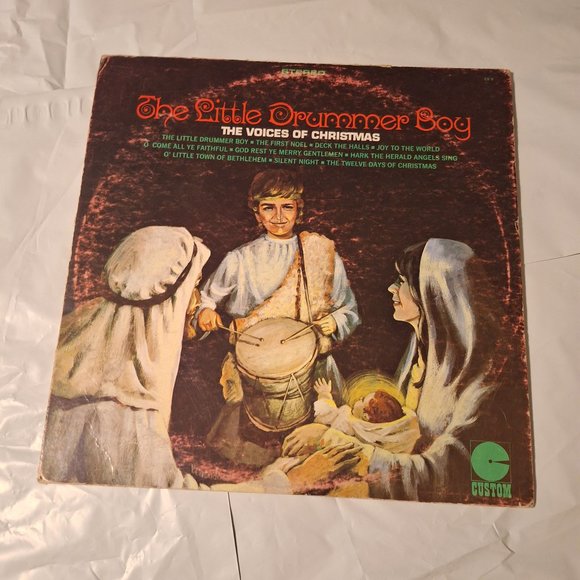 STEREO
The Little Drummer Boy
THE VOICES OF CHRISTMAS
THE LITTLE DRUMMER BOY ▪ THE FIRST NOEL ▪ DECK THE HALLS ▪ JOY TO THE WORLD
O' COME ALL YE FAITHFUL ▪ GOD REST YE MERRY, GENTLEMEN ▪ HARK THE HERALD ANGELS SING
O' LITTLE TOWN OF BETHLEHEM ▪ SILENT NIGHT ▪ THE TWELVE DAYS OF CHRISTMAS
CUSTOM